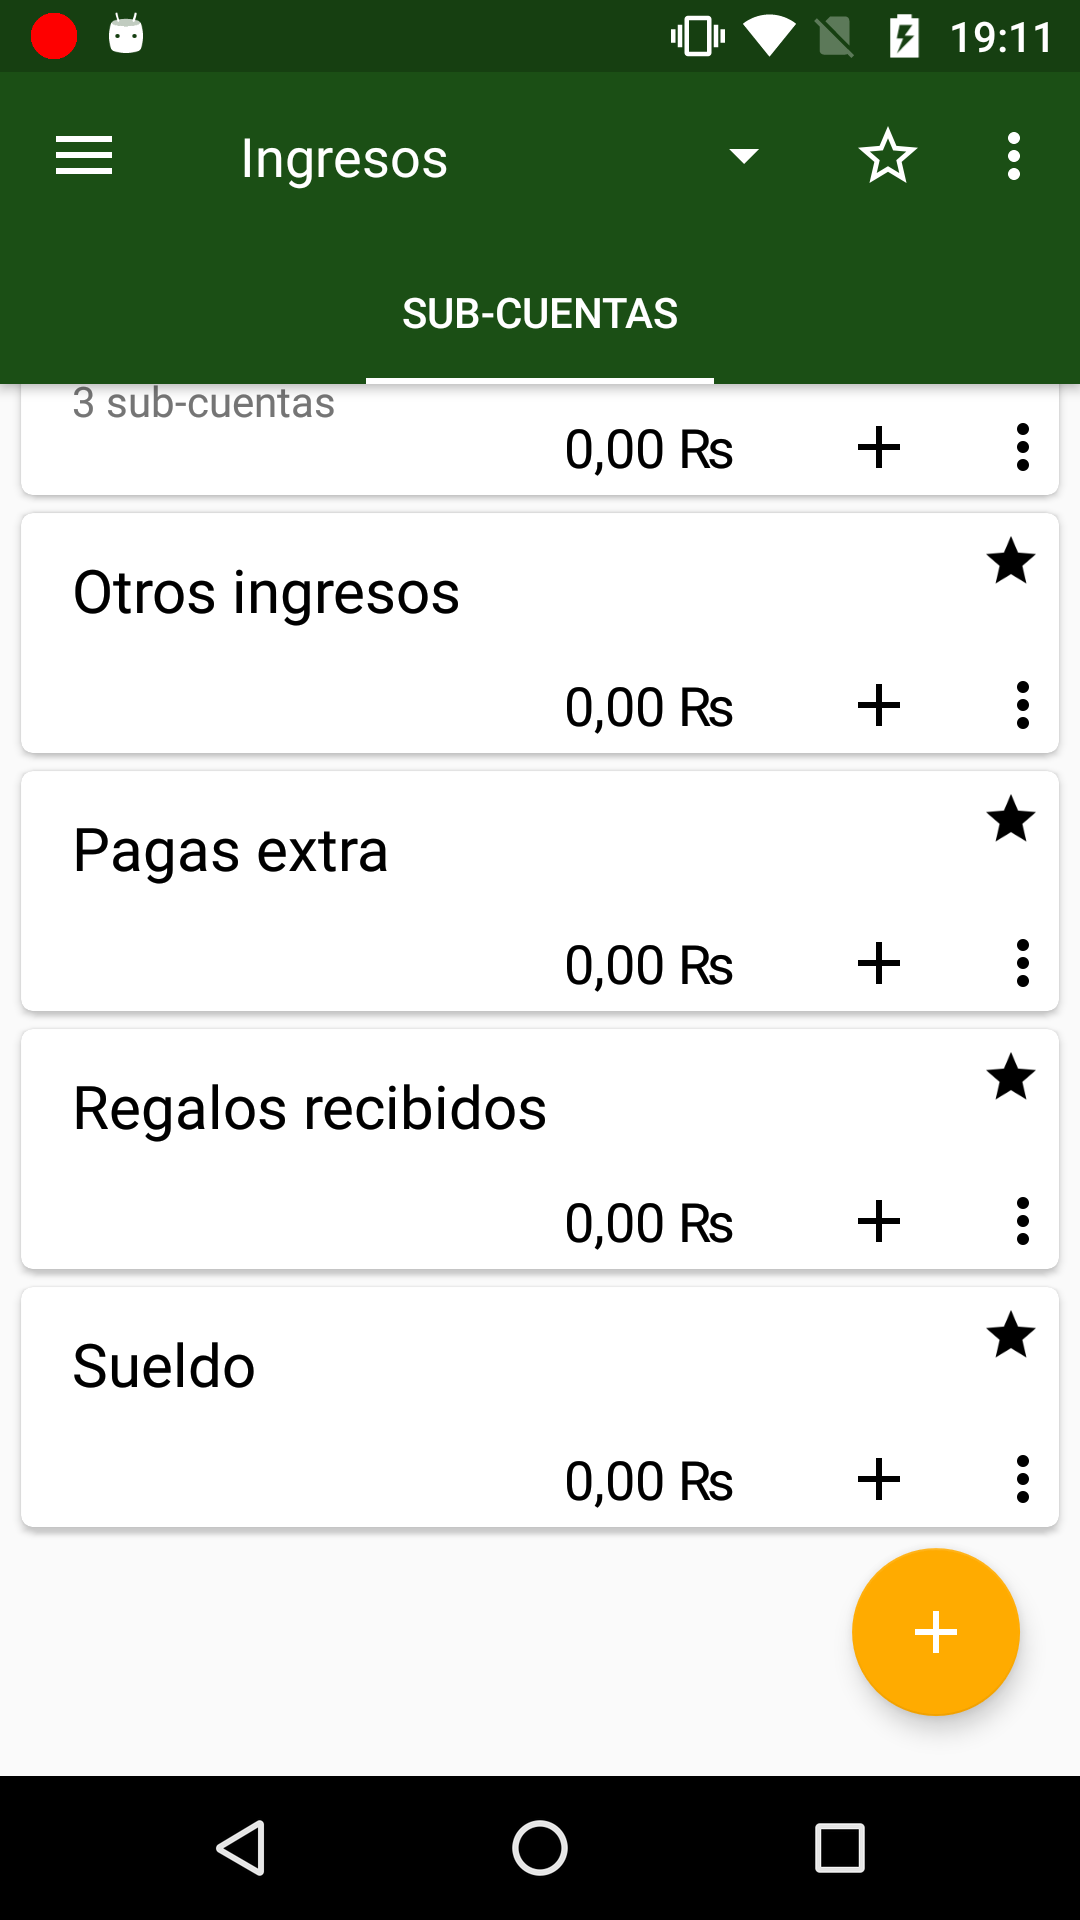 19:11
Ingresos
SUB-CUENTAS
3 sub-cuentas
0,00 ₨
Otros ingresos
0,00 ₨
Pagas extra
0,00 ₨
Regalos recibidos
0,00 ₨
Sueldo
0,00 ₨